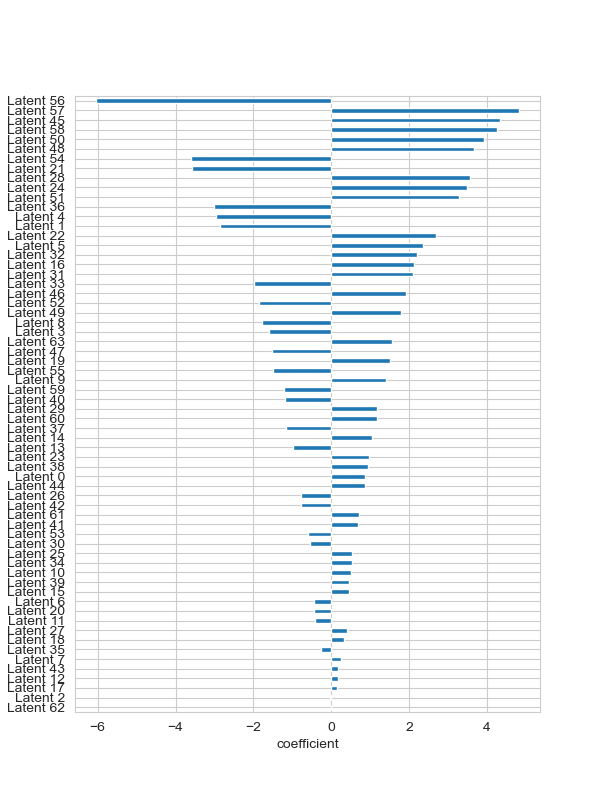 Latent 56
Latent 57
Latent 45
Latent 58
Latent 50
Latent 48
Latent 54
Latent 21
Latent 28
Latent 24
Latent 51
Latent 36
Latent 4
Latent 1
Latent 22
Latent 5
Latent 32
Latent 16
Latent 31
Latent 33
Latent 46
Latent 52
Latent 49
Latent 8
Latent 3
Latent 63
Latent 47
Latent 19
Latent 55
Latent 9
Latent 59
Latent 40
Latent 29
Latent 60
Latent 37
Latent 14
Latent 13
Latent 23
Latent 38
Latent 0
Latent 44
Latent 26
Latent 42
Latent 61
Latent 41
Latent 53
Latent 30
Latent 25
Latent 34
Latent 10
Latent 39
Latent 15
Latent 6
Latent 20
Latent 11
Latent 27
Latent 18
Latent 35
Latent 7
Latent 43
Latent 12
Latent 17
Latent 2
Latent 62
−6 −4 −2 0 2 4
coefficient